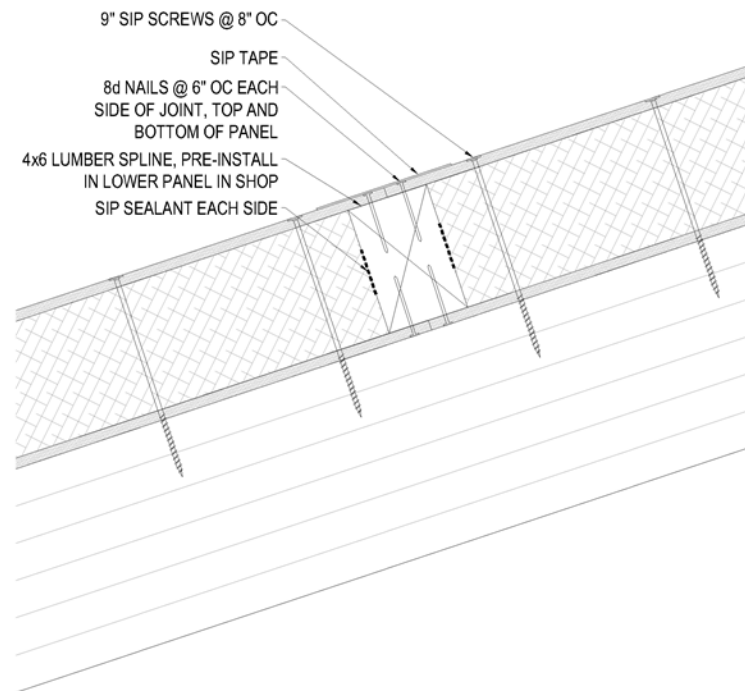 9" SIP SCREWS @ 8" OC
SIP TAPE
8d NAILS @ 6" OC EACH
SIDE OF JOINT, TOP AND
BOTTOM OF PANEL
4x6 LUMBER SPLINE, PRE-INSTALL
IN LOWER PANEL IN SHOP
SIP SEALANT EACH SIDE